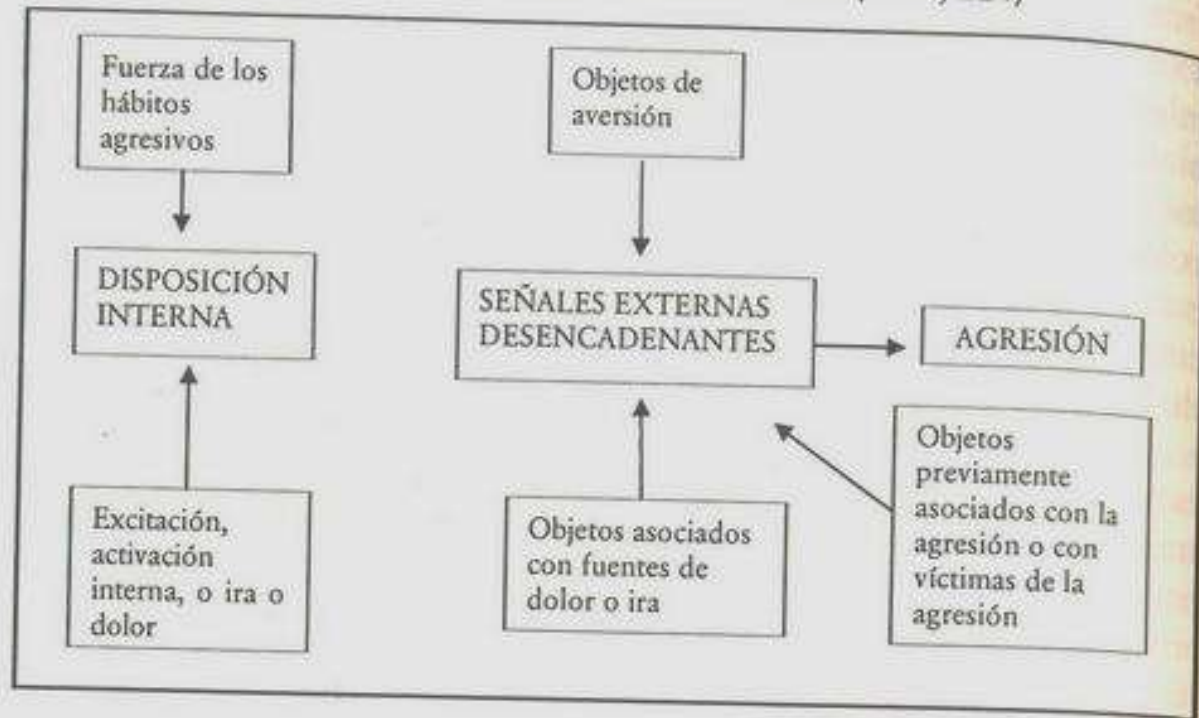 Fuerza de los
hábitos
agresivos
Objetos de
aversión
DISPOSICIÓN
INTERNA
SEÑALES EXTERNAS
DESENCADENANTES
AGRESIÓN
Excitación,
activación
interna, o ira o
dolor
Objetos asociados
con fuentes de
dolor o ira
Objetos
previamente
asociados con la
agresión o con
víctimas de la
agresión